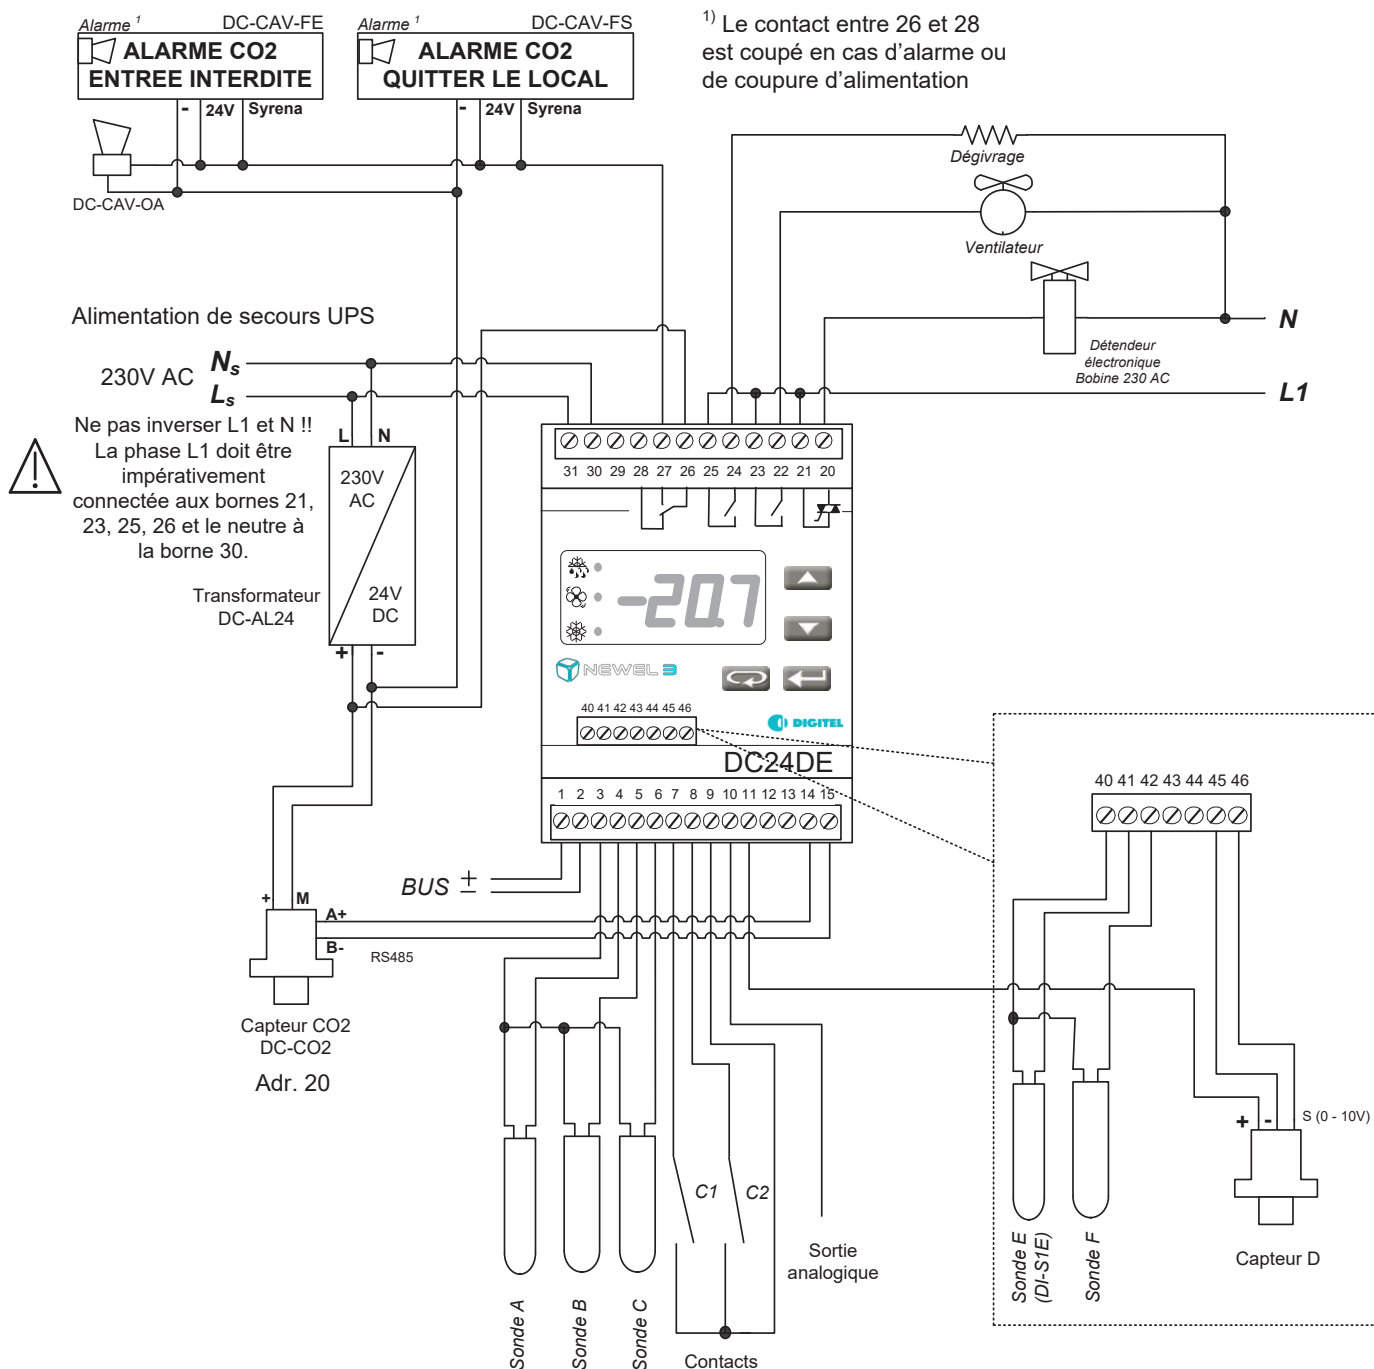 Alarme 1 DC-CAV-FE
ALARME CO2
ENTREE INTERDITE
- 24V Syrena
Alarme 1 DC-CAV-FS
ALARME CO2
QUITTER LE LOCAL
- 24V Syrena
1) Le contact entre 26 et 28
est coupé en cas d'alarme ou
de coupure d'alimentation
DC-CAV-OA
Dégivrage
Ventilateur
Détendeur
électronique
Bobine 230 AC
N
L1
Alimentation de secours UPS
230V AC
Ns
Ls
Ne pas inverser L1 et N !!
La phase L1 doit être
impérativement
connectée aux bornes 21,
23, 25, 26 et le neutre à
la borne 30.
L N
230V
AC
24V
DC
+ -
Transformateur
DC-AL24
31 30 29 28 27 26 25 24 23 22 21 20
-20.7
NEWEL 3
40 41 42 43 44 45 46
DIGITEL
DC24DE
1 2 3 4 5 6 7 8 9 10 11 12 13 14 15
BUS + -
+ M
A+
B-
RS485
Capteur CO2
DC-CO2
Adr. 20
Sonde A
Sonde B
Sonde C
C1
C2
Contacts
Sortie
analogique
40 41 42 43 44 45 46
Sonde E
(DI-S1E)
Sonde F
+ - S (0 - 10V)
Capteur D